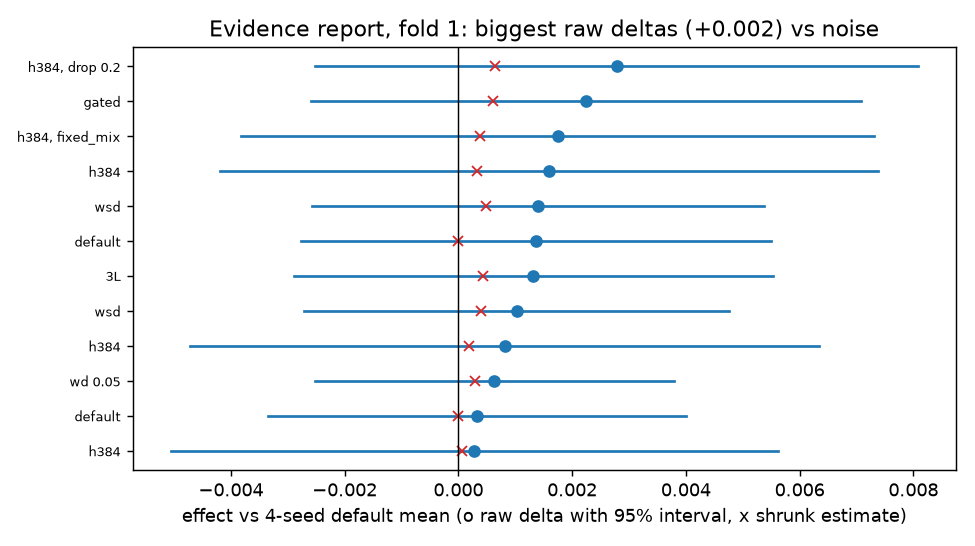 Evidence report, fold 1: biggest raw deltas (+0.002) vs noise
h384, drop 0.2
gated
h384, fixed_mix
h384
wsd
default
3L
wsd
h384
wd 0.05
default
h384
−0.004 −0.002 0.000 0.002 0.004 0.006 0.008
effect vs 4-seed default mean (o raw delta with 95% interval, x shrunk estimate)